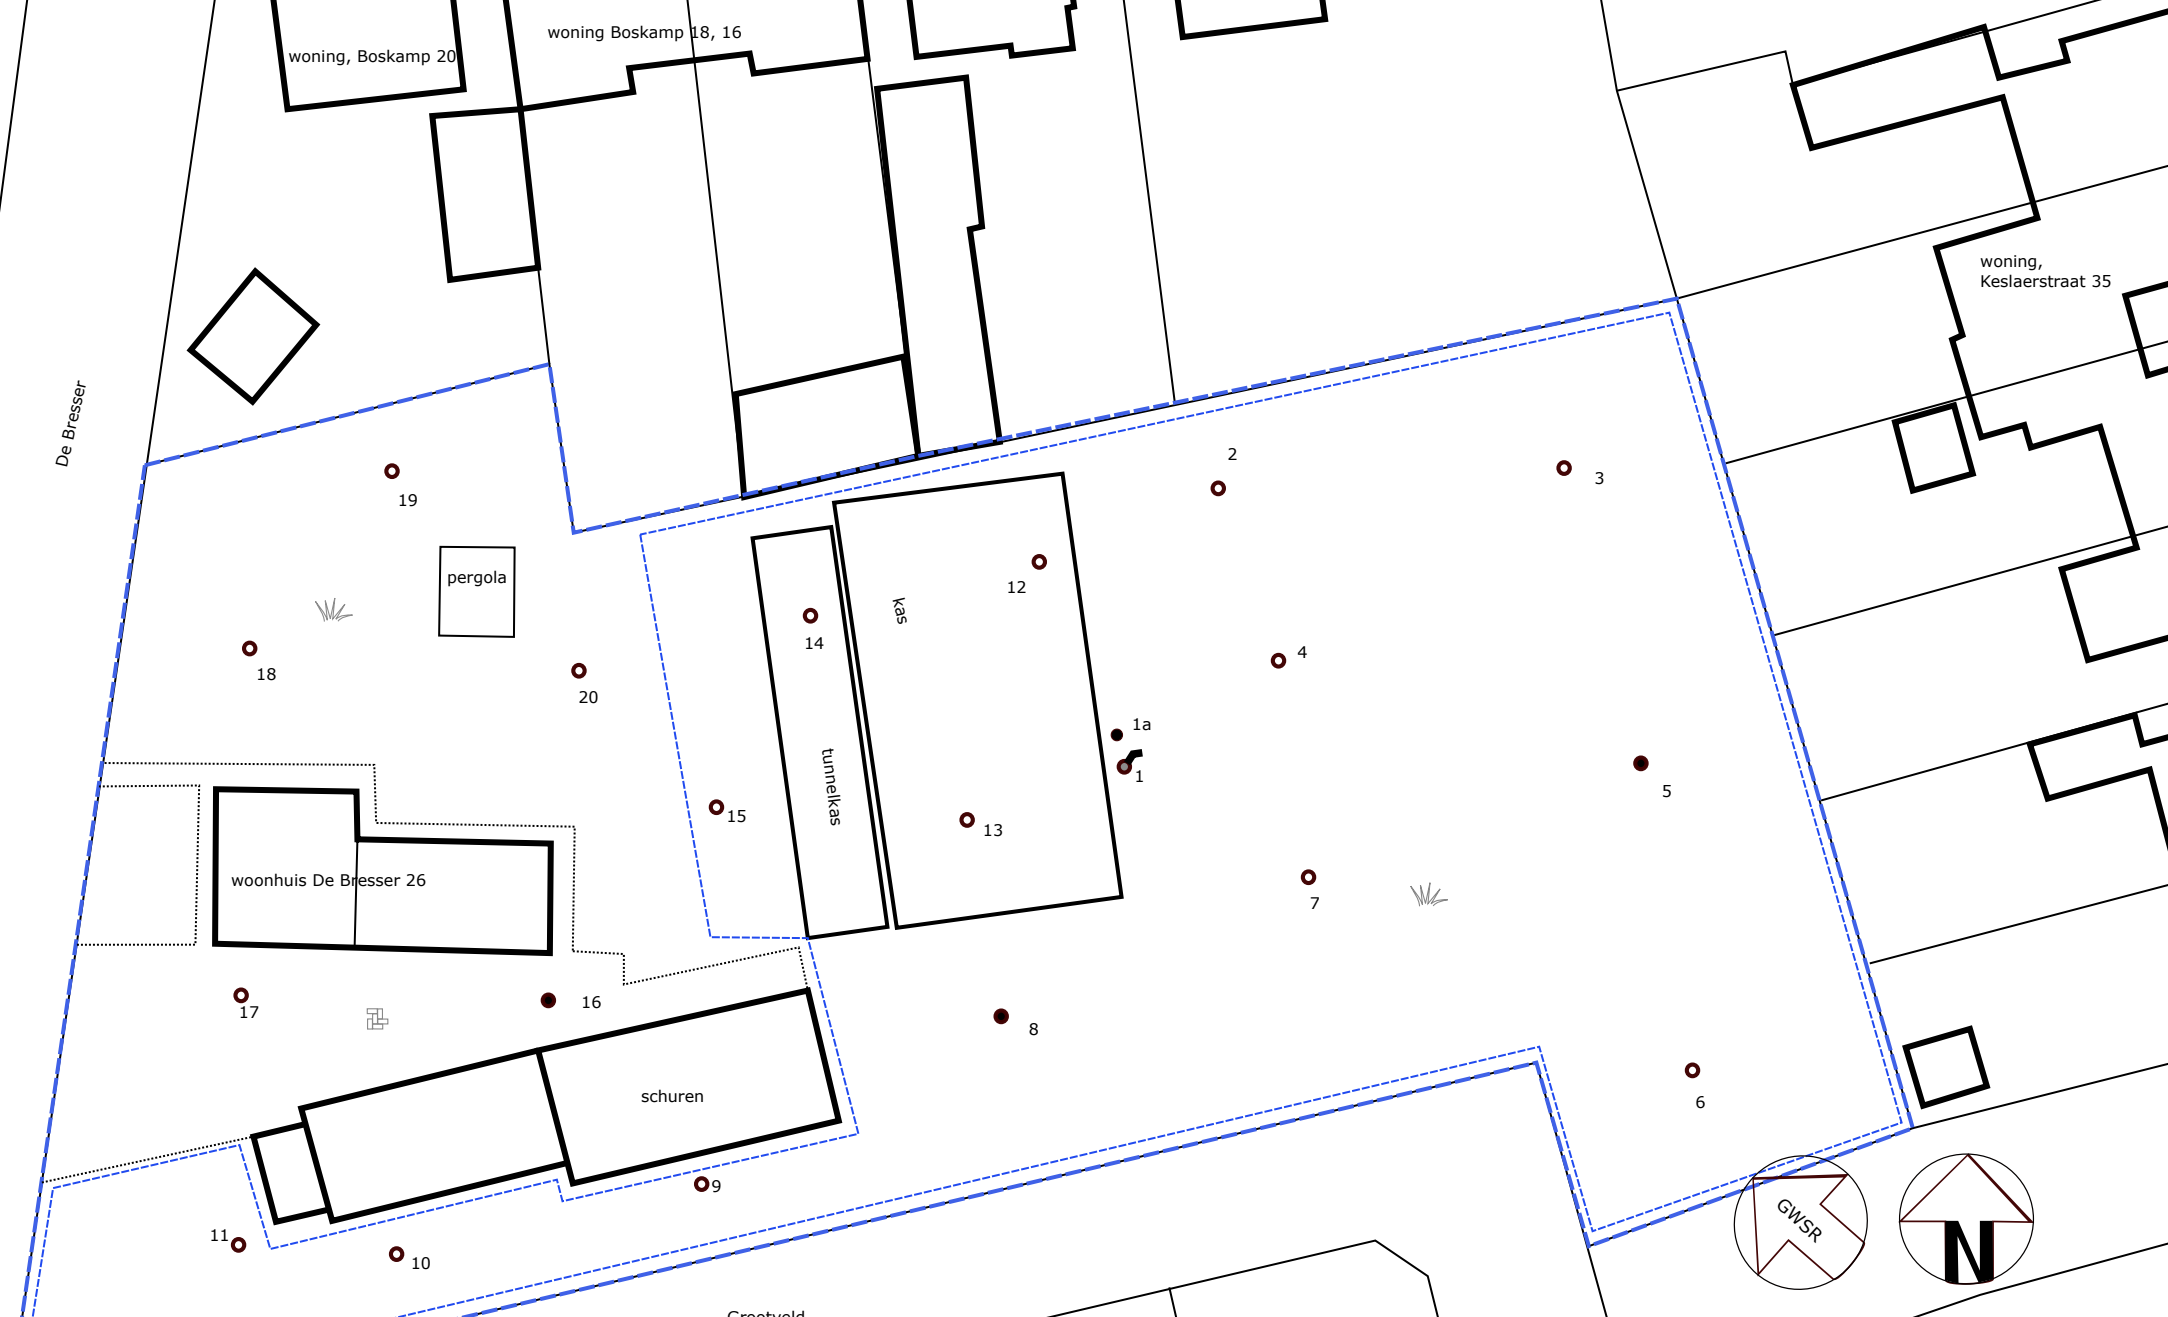 woning Boskamp 18, 16
woning, Boskamp 20
woning,
Keslaerstraat 35
De Bresser
2
3
19
pergola
12
kas
14
4
18
20
1a
1
5
tunnelkas
15
13
woonhuis De Bresser 26
7
16
17
8
schuren
6
9
11
10
GWSR
N
Grootveld